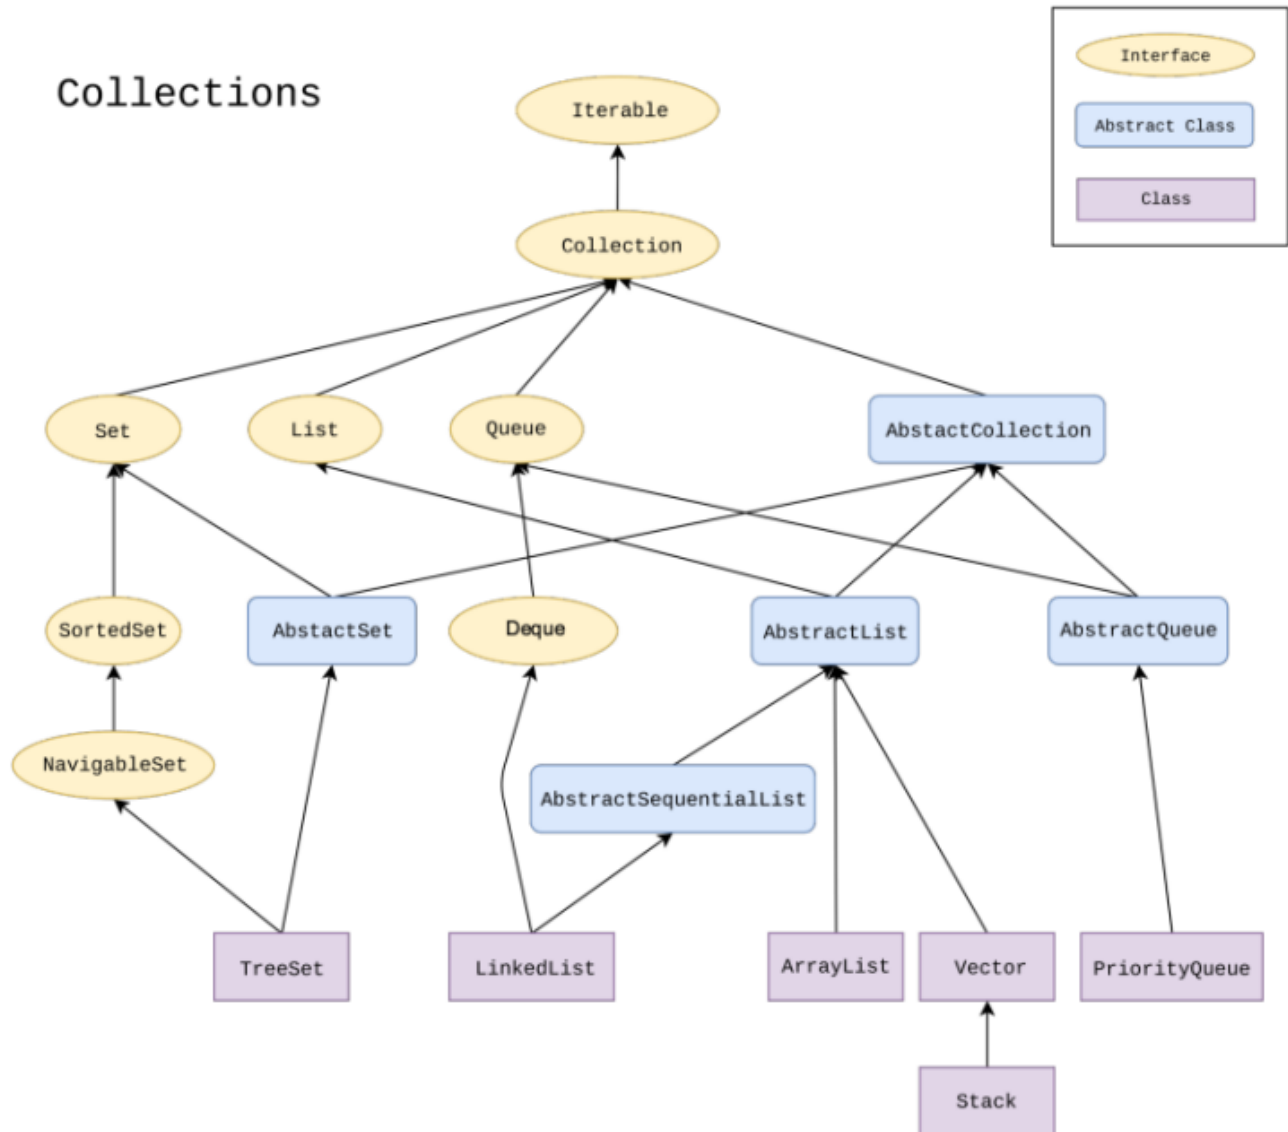 Collections
Interface
Abstract Class
Class
Iterable
Collection
Set
List
Queue
AbstactCollection
SortedSet
AbstactSet
Deque
AbstractList
AbstractQueue
NavigableSet
AbstractSequentialList
TreeSet
LinkedList
ArrayList
Vector
PriorityQueue
Stack